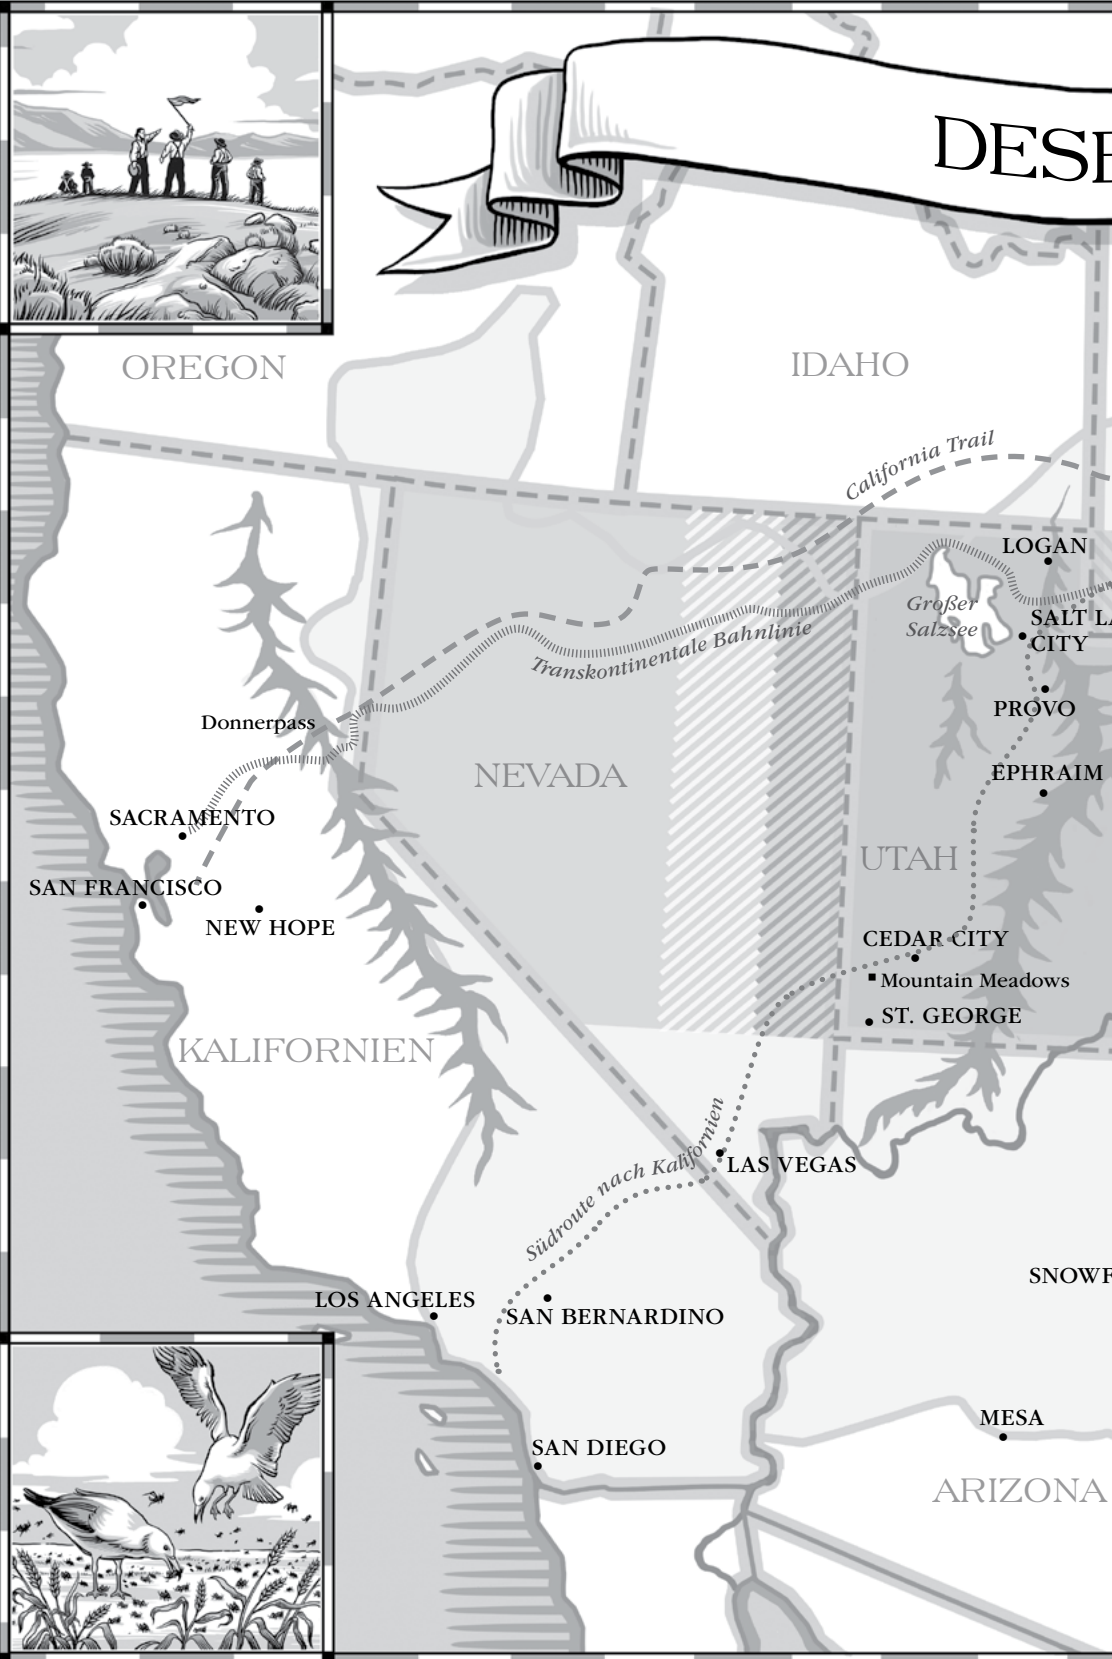 DESE
OREGON
IDAHO
California Trail
LOGAN
Großer
Salzsee
SALT LA
CITY
Transkontinentale Bahnlinie
PROVO
Donnerpass
EPHRAIM
NEVADA
SACRAMENTO
UTAH
SAN FRANCISCO
NEW HOPE
CEDAR CITY
Mountain Meadows
ST. GEORGE
KALIFORNIEN
Südroute nach Kalifornien
LAS VEGAS
SNOWF
LOS ANGELES
SAN BERNARDINO
MESA
SAN DIEGO
ARIZONA